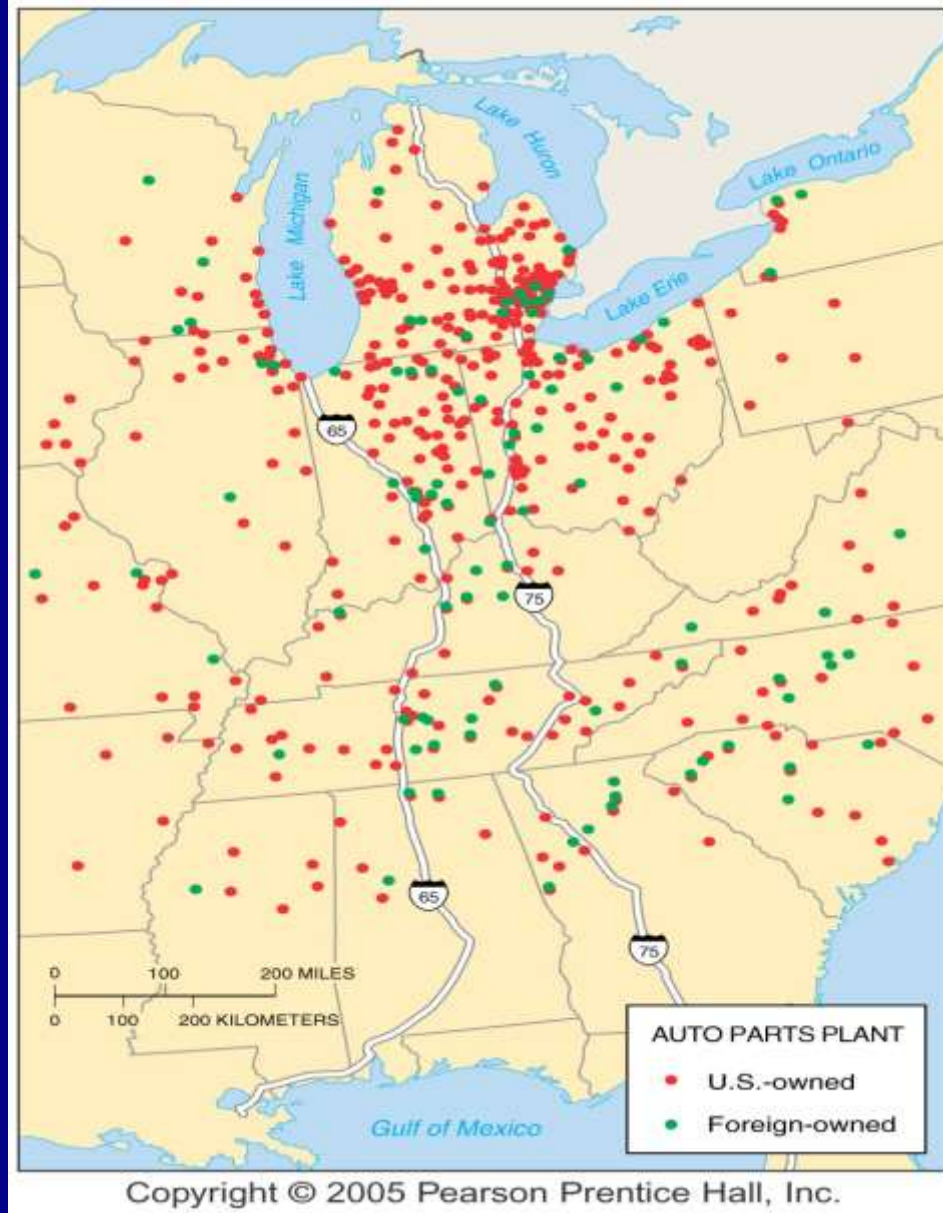 Lake Huron
Lake Ontario
Lake Michigan
Lake Erie
65
75
65
75
0 100 200 MILES
0 100 200 KILOMETERS
Gulf of Mexico
AUTO PARTS PLANT
U.S.-owned
Foreign-owned
Copyright © 2005 Pearson Prentice Hall, Inc.